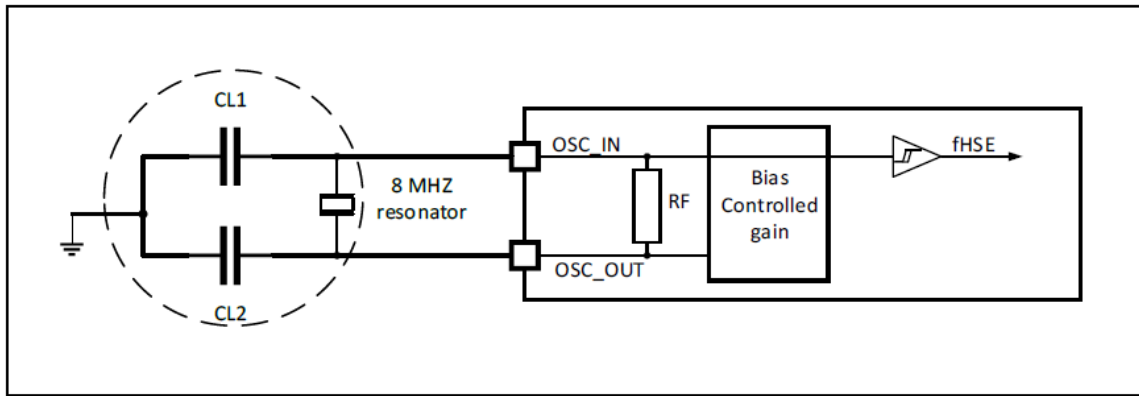 CL1
8 MHZ
resonator
CL2
OSC_IN
RF
OSC_OUT
Bias
Controlled
gain
fHSE